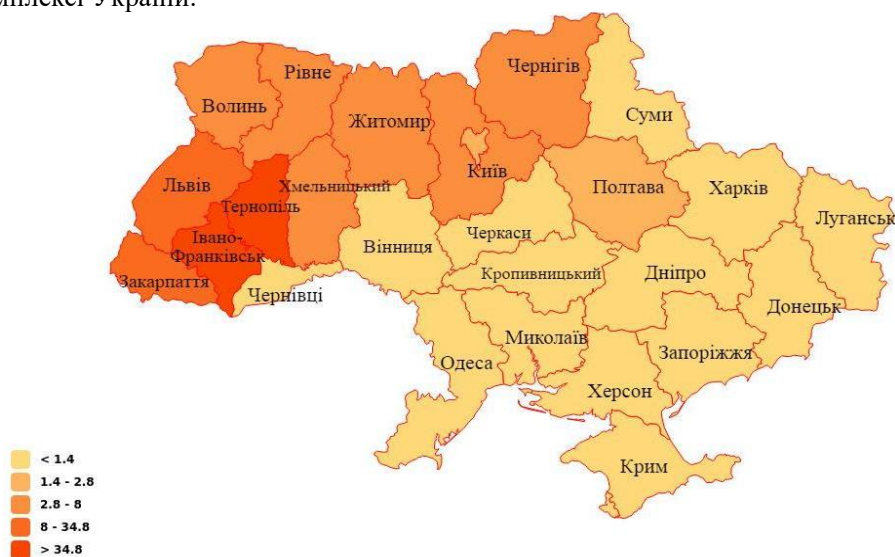 України.
Чернігів
Рівне
Волинь
Суми
Житомир
Київ
Львів
Хмельницький
Полтава
Харків
Тернопіль
Луганськ
Івано-
Франківськ
Черкаси
Вінниця
Закарпаття
Кропивницький
Дніпро
Чернівці
Донецьк
Миколаїв
Запоріжжя
Одеса
Херсон
Крим
< 1.4
1.4 - 2.8
2.8 - 8
8 - 34.8
> 34.8